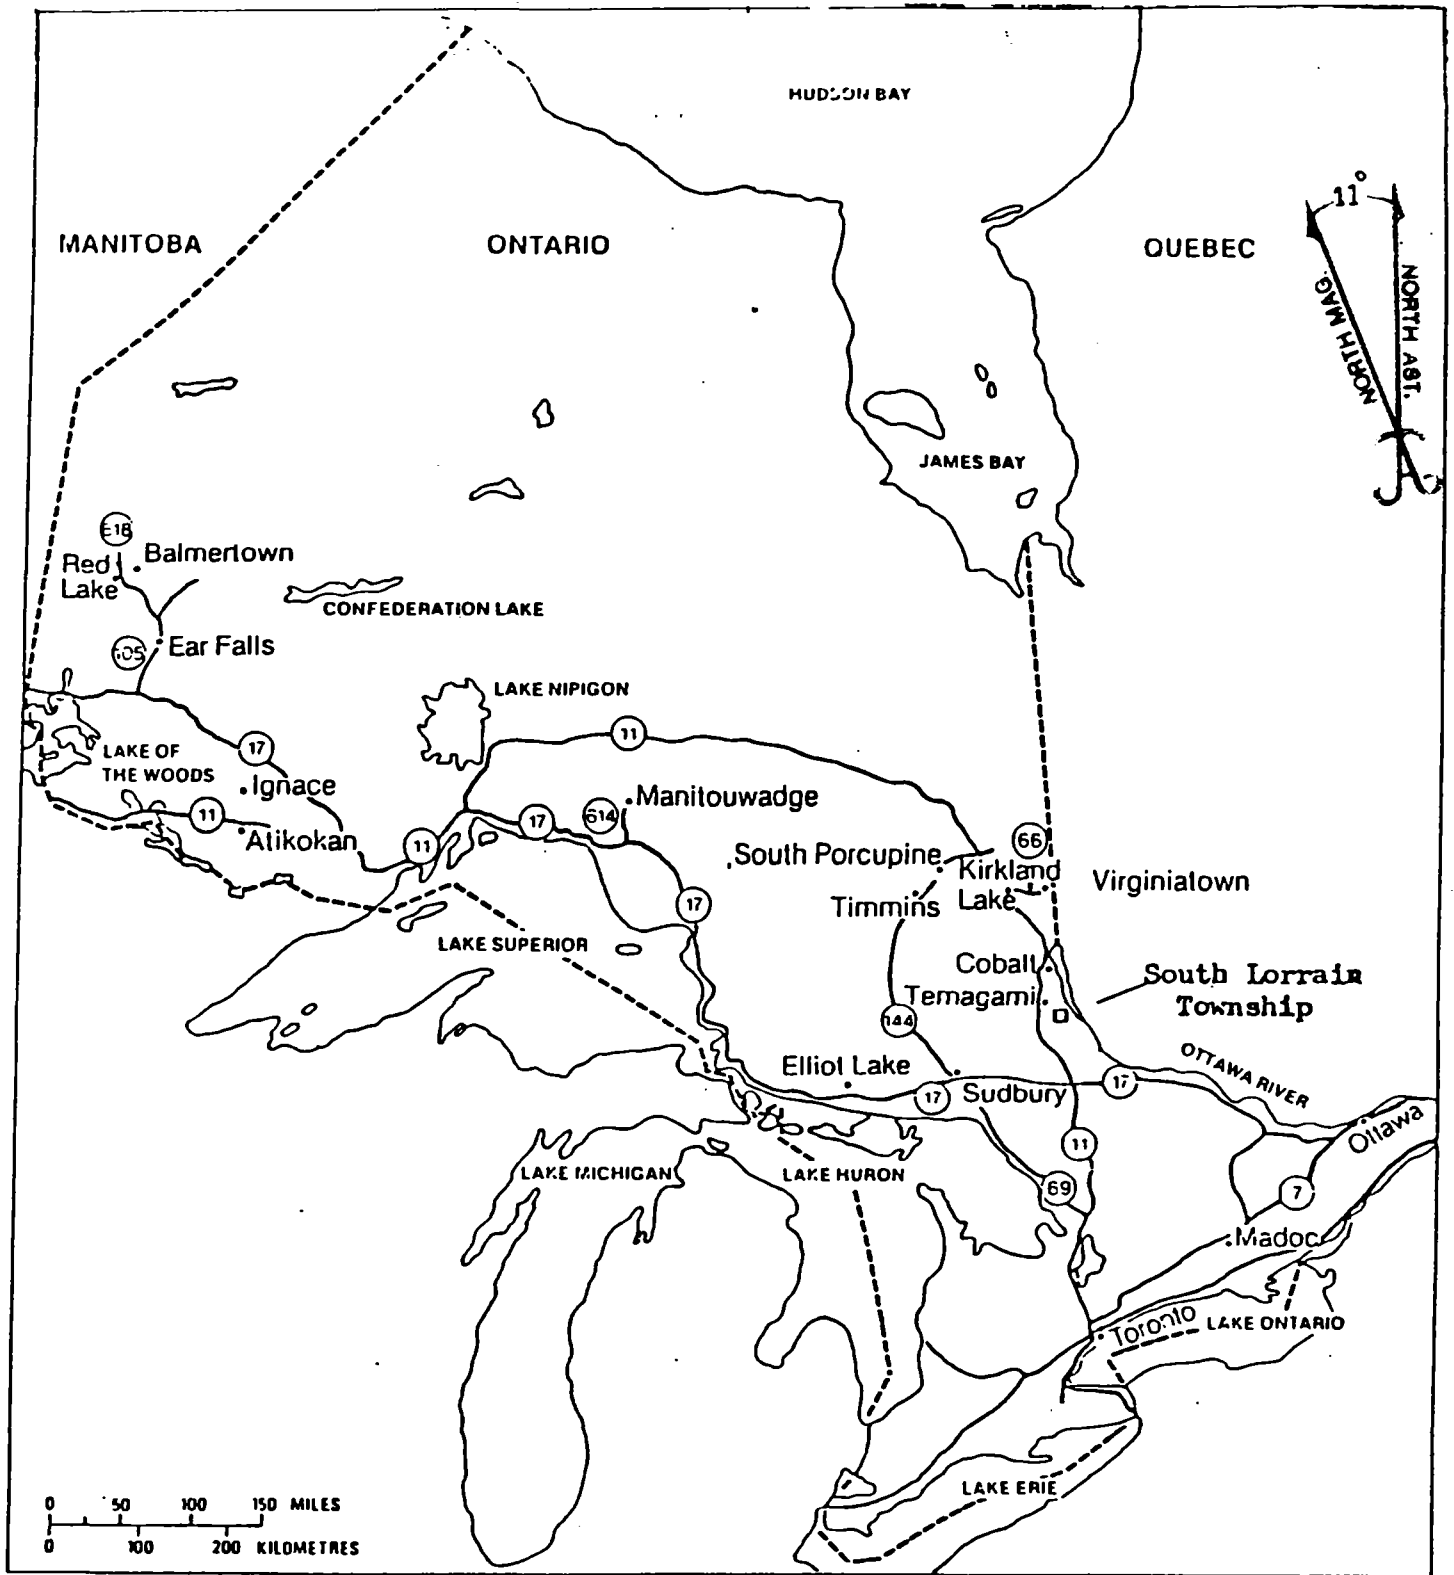 HUDSON BAY
11°
MANITOBA
ONTARIO
QUEBEC
NORTH MAG.
NORTH AST.
JAMES BAY
618
Balmertown
Red
Lake
CONFEDERATION LAKE
105
Ear Falls
LAKE NIPIGON
11
17
LAKE OF
THE WOODS
Ignace
11
Atikokan
11
17
614
Manitouwadge
66
South Porcupine
Kirkland
Lake
Virginiatown
Timmins
17
LAKE SUPERIOR
Cobalt
Temagami
South Lorrain
Township
144
Elliot Lake
17
Sudbury
17
OTTAWA RIVER
Ottawa
11
LAKE MICHIGAN
LAKE HURON
69
7
Madoc
Toronto
LAKE ONTARIO
LAKE ERIE
0 50 100 150 MILES
0 100 200 KILOMETRES